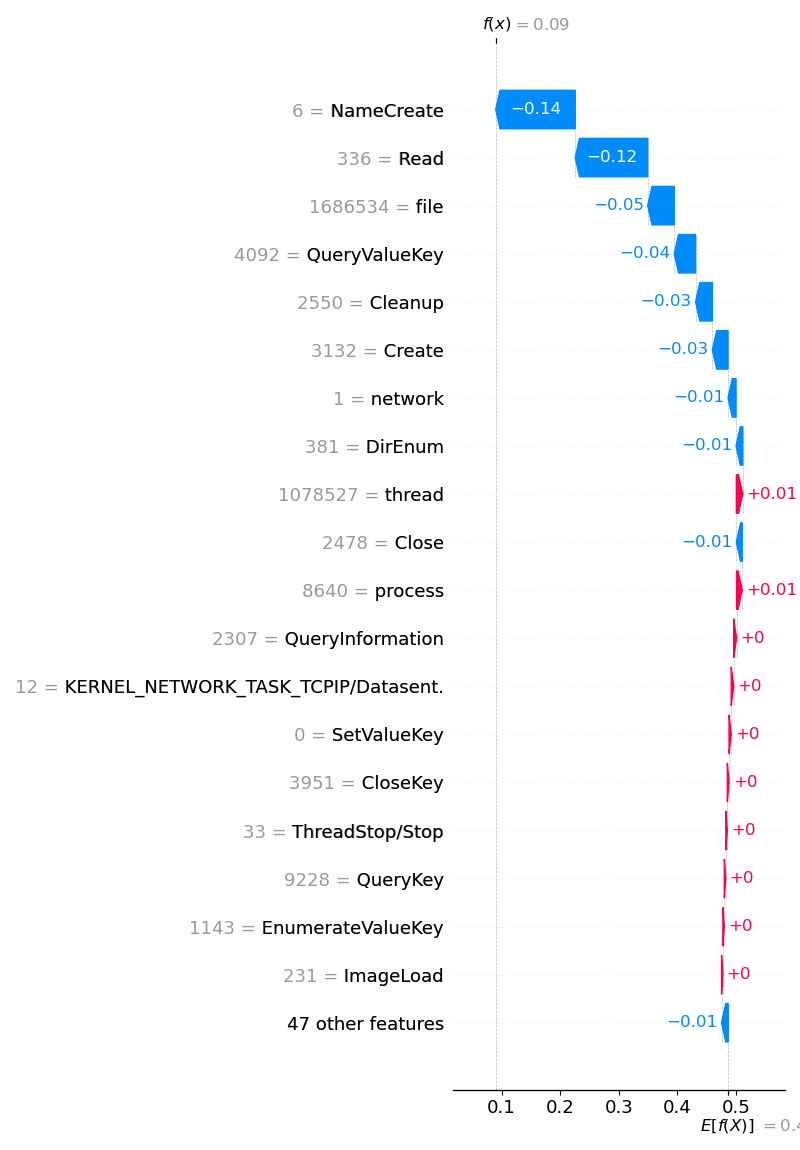 f(x) = 0.09
6 = NameCreate −0.14
336 = Read −0.12
1686534 = file −0.05
4092 = QueryValueKey −0.04
2550 = Cleanup −0.03
3132 = Create −0.03
1 = network −0.01
381 = DirEnum −0.01
1078527 = thread +0.01
2478 = Close −0.01
8640 = process +0.01
2307 = QueryInformation +0
12 = KERNEL_NETWORK_TASK_TCPIP/Datasent. +0
0 = SetValueKey +0
3951 = CloseKey +0
33 = ThreadStop/Stop +0
9228 = QueryKey +0
1143 = EnumerateValueKey +0
231 = ImageLoad +0
47 other features −0.01
0.1 0.2 0.3 0.4 0.5
E[f(X)] = 0.4